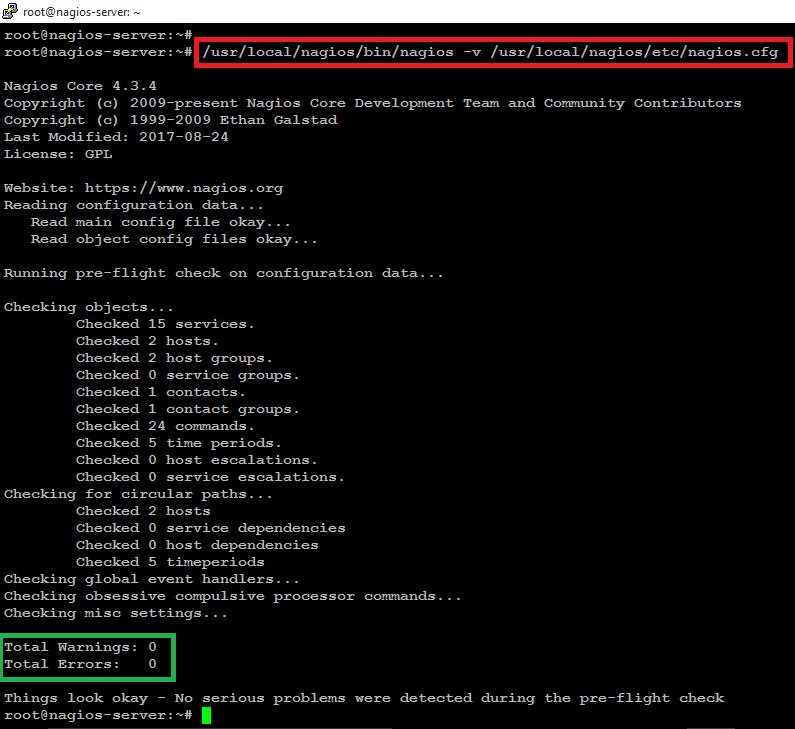 root@nagios-server: ~
root@nagios-server:~#
root@nagios-server:~# /usr/local/nagios/bin/nagios -v /usr/local/nagios/etc/nagios.cfg
Nagios Core 4.3.4
Copyright (c) 2009-present Nagios Core Development Team and Community Contributors
Copyright (c) 1999-2009 Ethan Galstad
Last Modified: 2017-08-24
License: GPL
Website: https://www.nagios.org
Reading configuration data...
Read main config file okay...
Read object config files okay...
Running pre-flight check on configuration data...
Checking objects...
Checked 15 services.
Checked 2 hosts.
Checked 2 host groups.
Checked 0 service groups.
Checked 1 contacts.
Checked 1 contact groups.
Checked 24 commands.
Checked 5 time periods.
Checked 0 host escalations.
Checked 0 service escalations.
Checking for circular paths...
Checked 2 hosts
Checked 0 service dependencies
Checked 0 host dependencies
Checked 5 timeperiods
Checking global event handlers...
Checking obsessive compulsive processor commands...
Checking misc settings...
Total Warnings: 0
Total Errors: 0
Things look okay - No serious problems were detected during the pre-flight check
root@nagios-server:~#